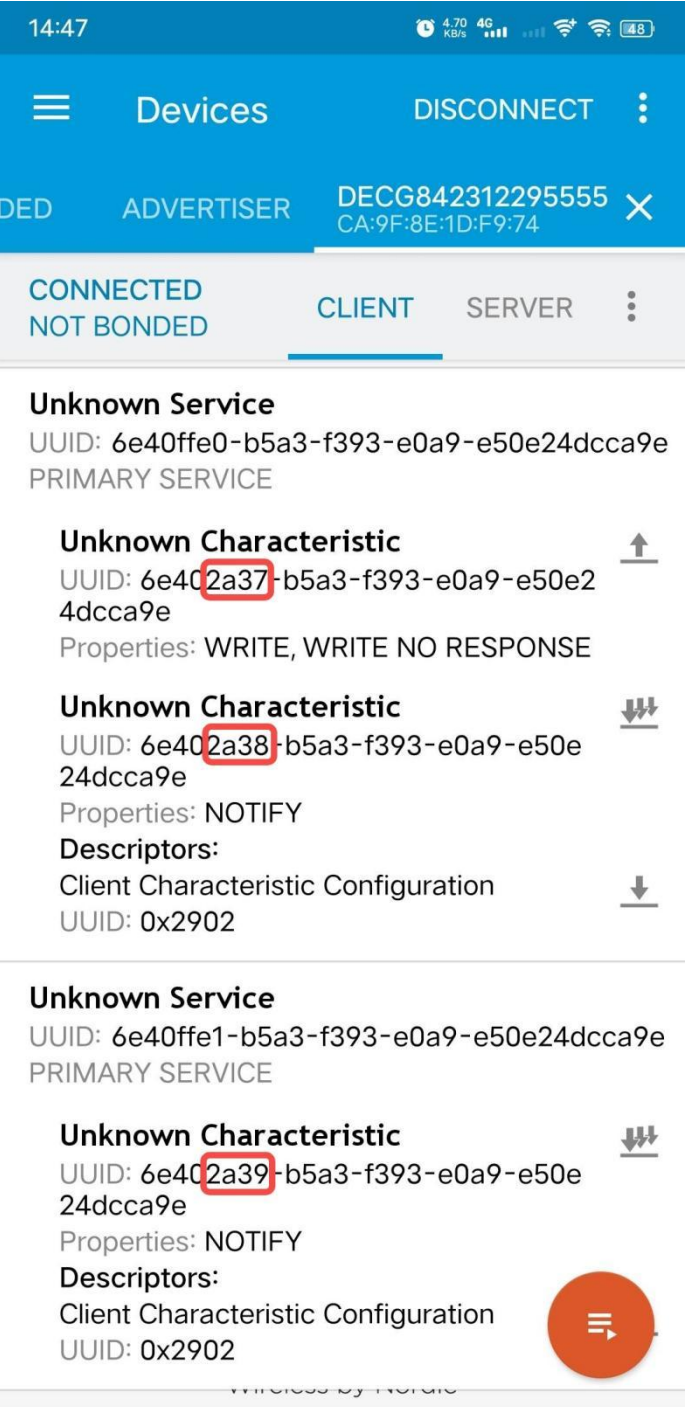 14:47
4.70 KB/s 4G 48
Devices DISCONNECT
DED ADVERTISER DECG842312295555
CA:9F:8E:1D:F9:74
CONNECTED
NOT BONDED
CLIENT SERVER
Unknown Service
UUID: 6e40ffe0-b5a3-f393-e0a9-e50e24dcca9e
PRIMARY SERVICE
Unknown Characteristic
UUID: 6e402a37-b5a3-f393-e0a9-e50e2
4dcca9e
Properties: WRITE, WRITE NO RESPONSE
Unknown Characteristic
UUID: 6e402a38-b5a3-f393-e0a9-e50e
24dcca9e
Properties: NOTIFY
Descriptors:
Client Characteristic Configuration
UUID: 0x2902
Unknown Service
UUID: 6e40ffe1-b5a3-f393-e0a9-e50e24dcca9e
PRIMARY SERVICE
Unknown Characteristic
UUID: 6e402a39-b5a3-f393-e0a9-e50e
24dcca9e
Properties: NOTIFY
Descriptors:
Client Characteristic Configuration
UUID: 0x2902
Wireless by Nordic